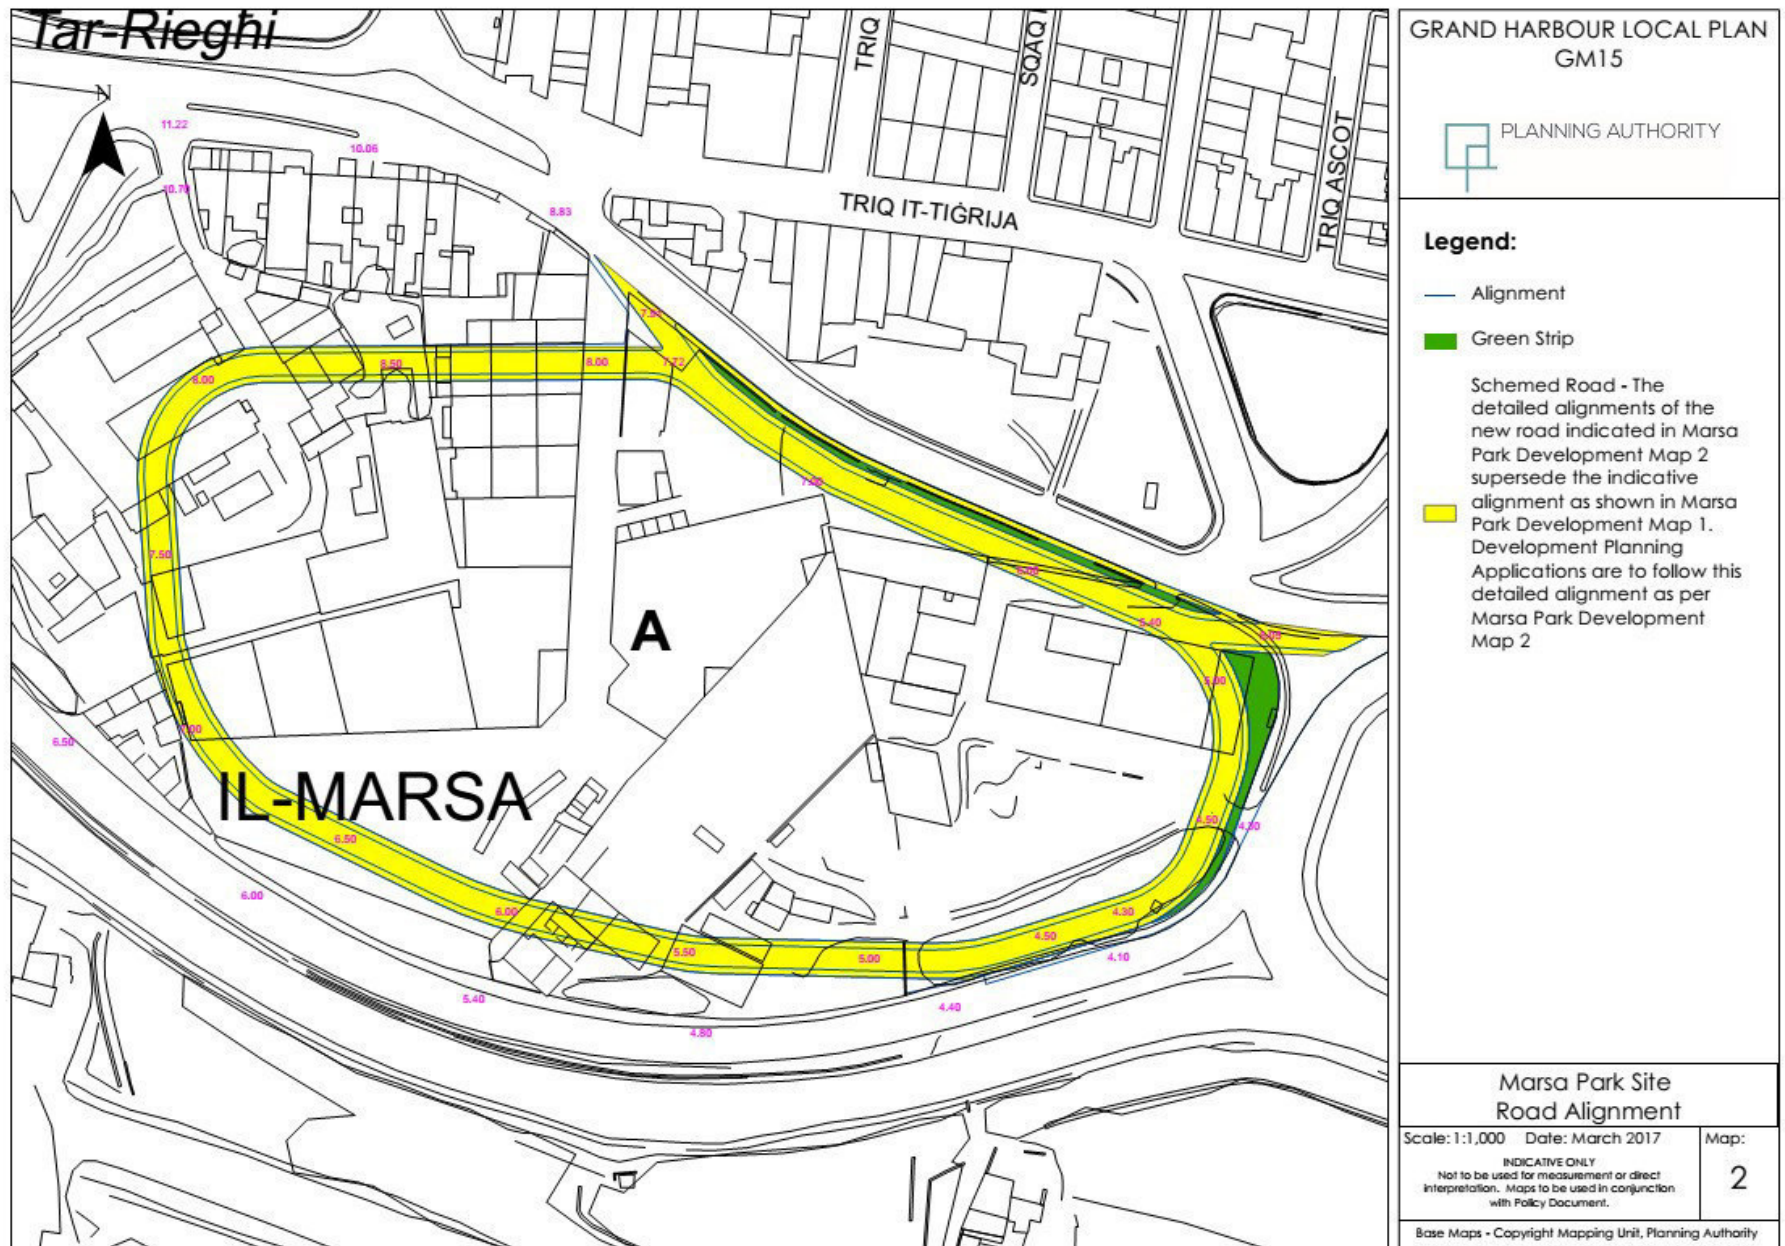 Tar-Rieghi
N
11.22
10.06
10.70
8.83
TRIQ
SQAQ
TRIQ ASCOT
TRIQ IT-TIĠRIJA
7.72
8.00
8.50
8.00
7.00
7.50
5.40
5.00
A
7.00
6.50
IL-MARSA
6.50
4.50
4.30
6.00
6.00
4.30
4.50
5.50
5.00
4.10
5.40
4.40
4.80
GRAND HARBOUR LOCAL PLAN
GM15
PLANNING AUTHORITY
Legend:
Alignment
Green Strip
Schemed Road - The
detailed alignments of the
new road indicated in Marsa
Park Development Map 2
supersede the indicative
alignment as shown in Marsa
Park Development Map 1.
Development Planning
Applications are to follow this
detailed alignment as per
Marsa Park Development
Map 2
Marsa Park Site
Road Alignment
Scale: 1:1,000 Date: March 2017
INDICATIVE ONLY
Not to be used for measurement or direct
interpretation. Maps to be used in conjunction
with Policy Document.
Map:
2
Base Maps - Copyright Mapping Unit, Planning Authority